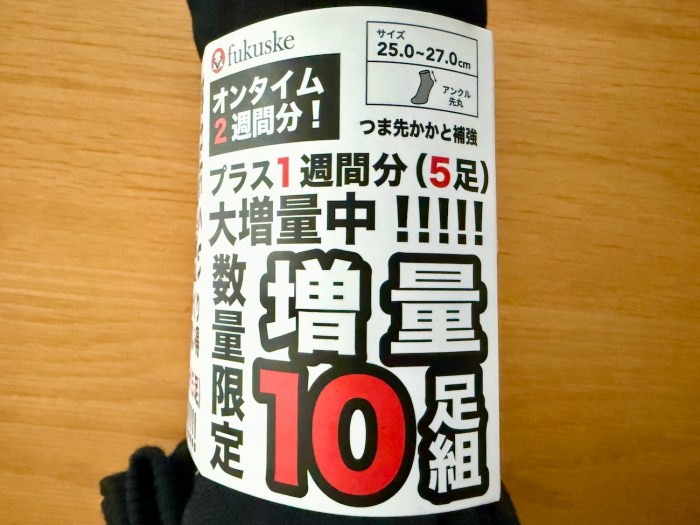 fukuske
サイズ
25.0~27.0cm
アンクル
先丸
オンタイム
2週間分!
つま先かかと補強
プラス1週間分(5足)
大増量中!!!!!
数量限定
増量
10足組